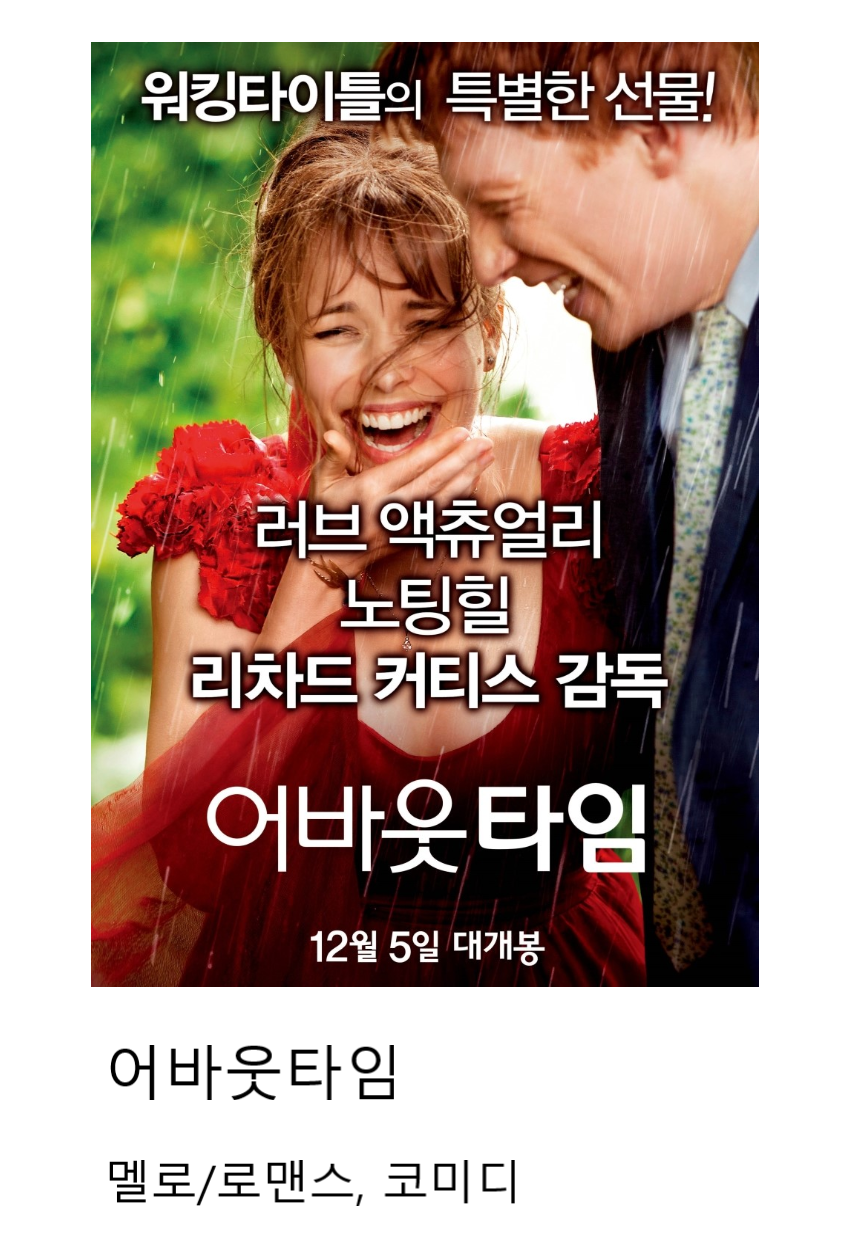 워킹타이틀의 특별한 선물!
러브 액츄얼리
노팅힐
리차드 커티스 감독
어바웃타임
12월 5일 대개봉
어바웃타임
멜로/로맨스, 코미디